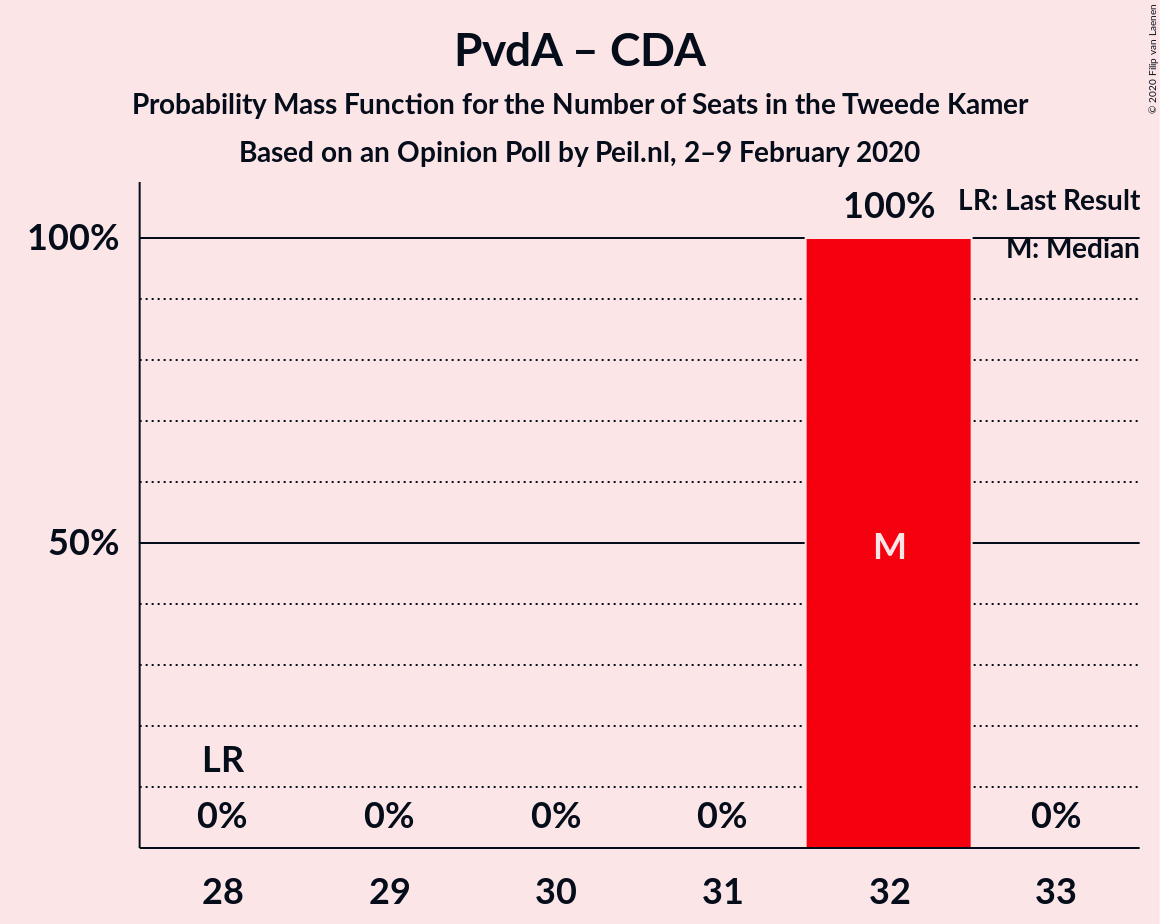 PvdA – CDA
Probability Mass Function for the Number of Seats in the Tweede Kamer
Based on an Opinion Poll by Peil.nl, 2–9 February 2020
© 2020 Filip van Laenen
LR: Last Result
M: Median
100%
100%
50%
M
LR
0%
0%
0%
0%
0%
28
29
30
31
32
33